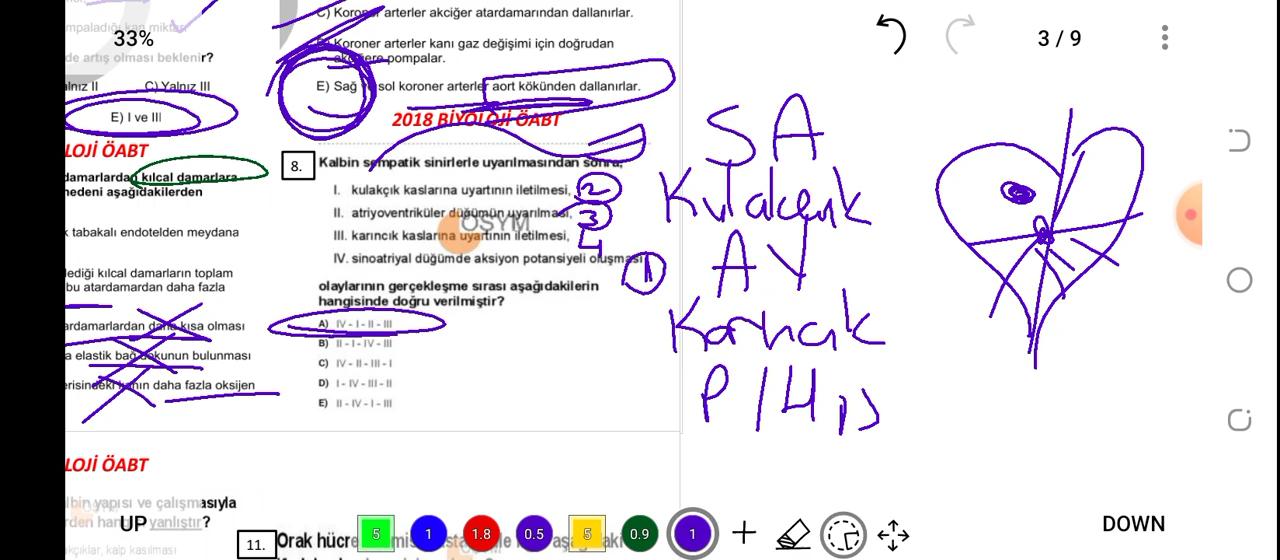 33%
3 / 9
mpaladığı kan miktarı
de artış olması beklenir?
lnız II
C) Yalnız III
E) I ve III
LOJİ ÖABT
damarlardan kılcal damarlara
nedeni aşağıdakilerden
k tabakalı endotelden meydana
lediği kılcal damarların toplam
bu atardamardan daha fazla
ardamarlardan daha kısa olması
a elastik bağ dokunun bulunması
erisindeki kanın daha fazla oksijen
LOJİ ÖABT
lbin yapısı ve çalışmasıyla
rden hangi yanlıştır?
akçıklar, kalp kasılması
UP
C) Koroner arterler akciğer atardamarından dallanırlar.
Koroner arterler kanı gaz değişimi için doğrudan
akciğere pompalar.
E) Sağ ve sol koroner arterler aort kökünden dallanırlar.
2018 BİYOLOJİ ÖABT
8. Kalbin sempatik sinirlerle uyarılmasından sonra,
I. kulakçık kaslarına uyartının iletilmesi, 2
II. atriyoventriküler düğümün uyarılması, 3
III. karıncık kaslarına uyartının iletilmesi, 4
IV. sinoatriyal düğümde aksiyon potansiyeli oluşması 1
ÖSYM
olaylarının gerçekleşme sırası aşağıdakilerin
hangisinde doğru verilmiştir?
A) IV - I - II - III
B) II - I - IV - III
C) IV - II - III - I
D) I - IV - III - II
E) II - IV - I - III
11. Orak hücre
SA
Kulakçık
AV
Karıncık
5 1 1.8 0.5 5 0.9 1
DOWN